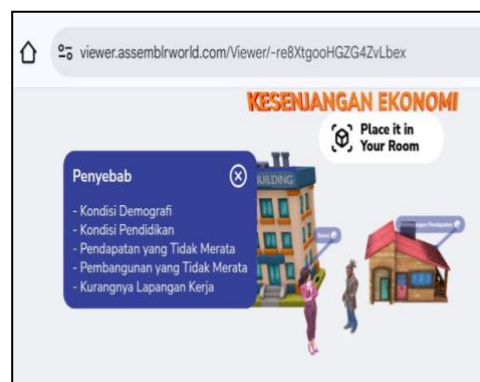 viewer.assemblrworld.com/Viewer/-re8XtgooHGZG4ZvLbex
KESENJANGAN EKONOMI
Place it in
Your Room
Penyebab
- Kondisi Demografi
- Kondisi Pendidikan
- Pendapatan yang Tidak Merata
- Pembangunan yang Tidak Merata
- Kurangnya Lapangan Kerja
BUILDING
Pendapatan